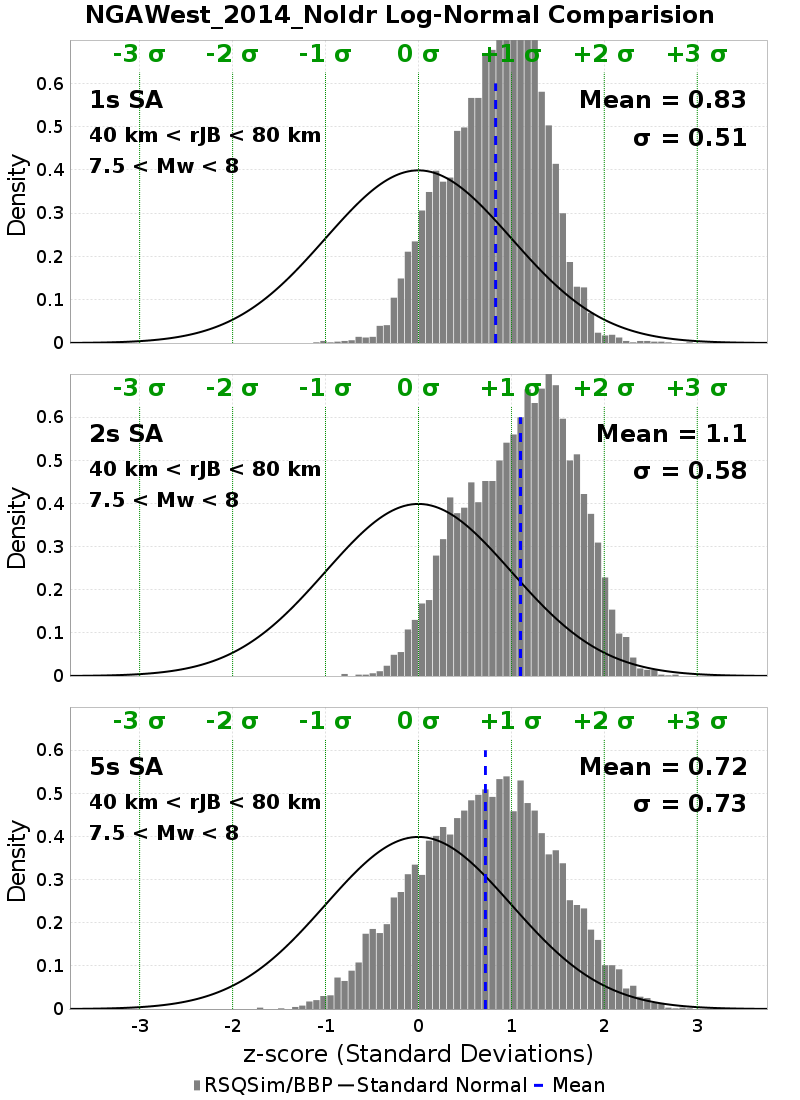 NGAWest_2014_NoIdr Log-Normal Comparision
-3 σ -2 σ -1 σ 0 σ +1 σ +2 σ +3 σ
1s SA
Mean = 0.83
40 km < rJB < 80 km
σ = 0.51
7.5 < Mw < 8
Density
0.6
0.5
0.4
0.3
0.2
0.1
0
-3 σ -2 σ -1 σ 0 σ +1 σ +2 σ +3 σ
2s SA
Mean = 1.1
40 km < rJB < 80 km
σ = 0.58
7.5 < Mw < 8
Density
0.6
0.5
0.4
0.3
0.2
0.1
0
-3 σ -2 σ -1 σ 0 σ +1 σ +2 σ +3 σ
5s SA
Mean = 0.72
40 km < rJB < 80 km
σ = 0.73
7.5 < Mw < 8
Density
0.6
0.5
0.4
0.3
0.2
0.1
0
-3 -2 -1 0 1 2 3
z-score (Standard Deviations)
RSQSim/BBP Standard Normal Mean